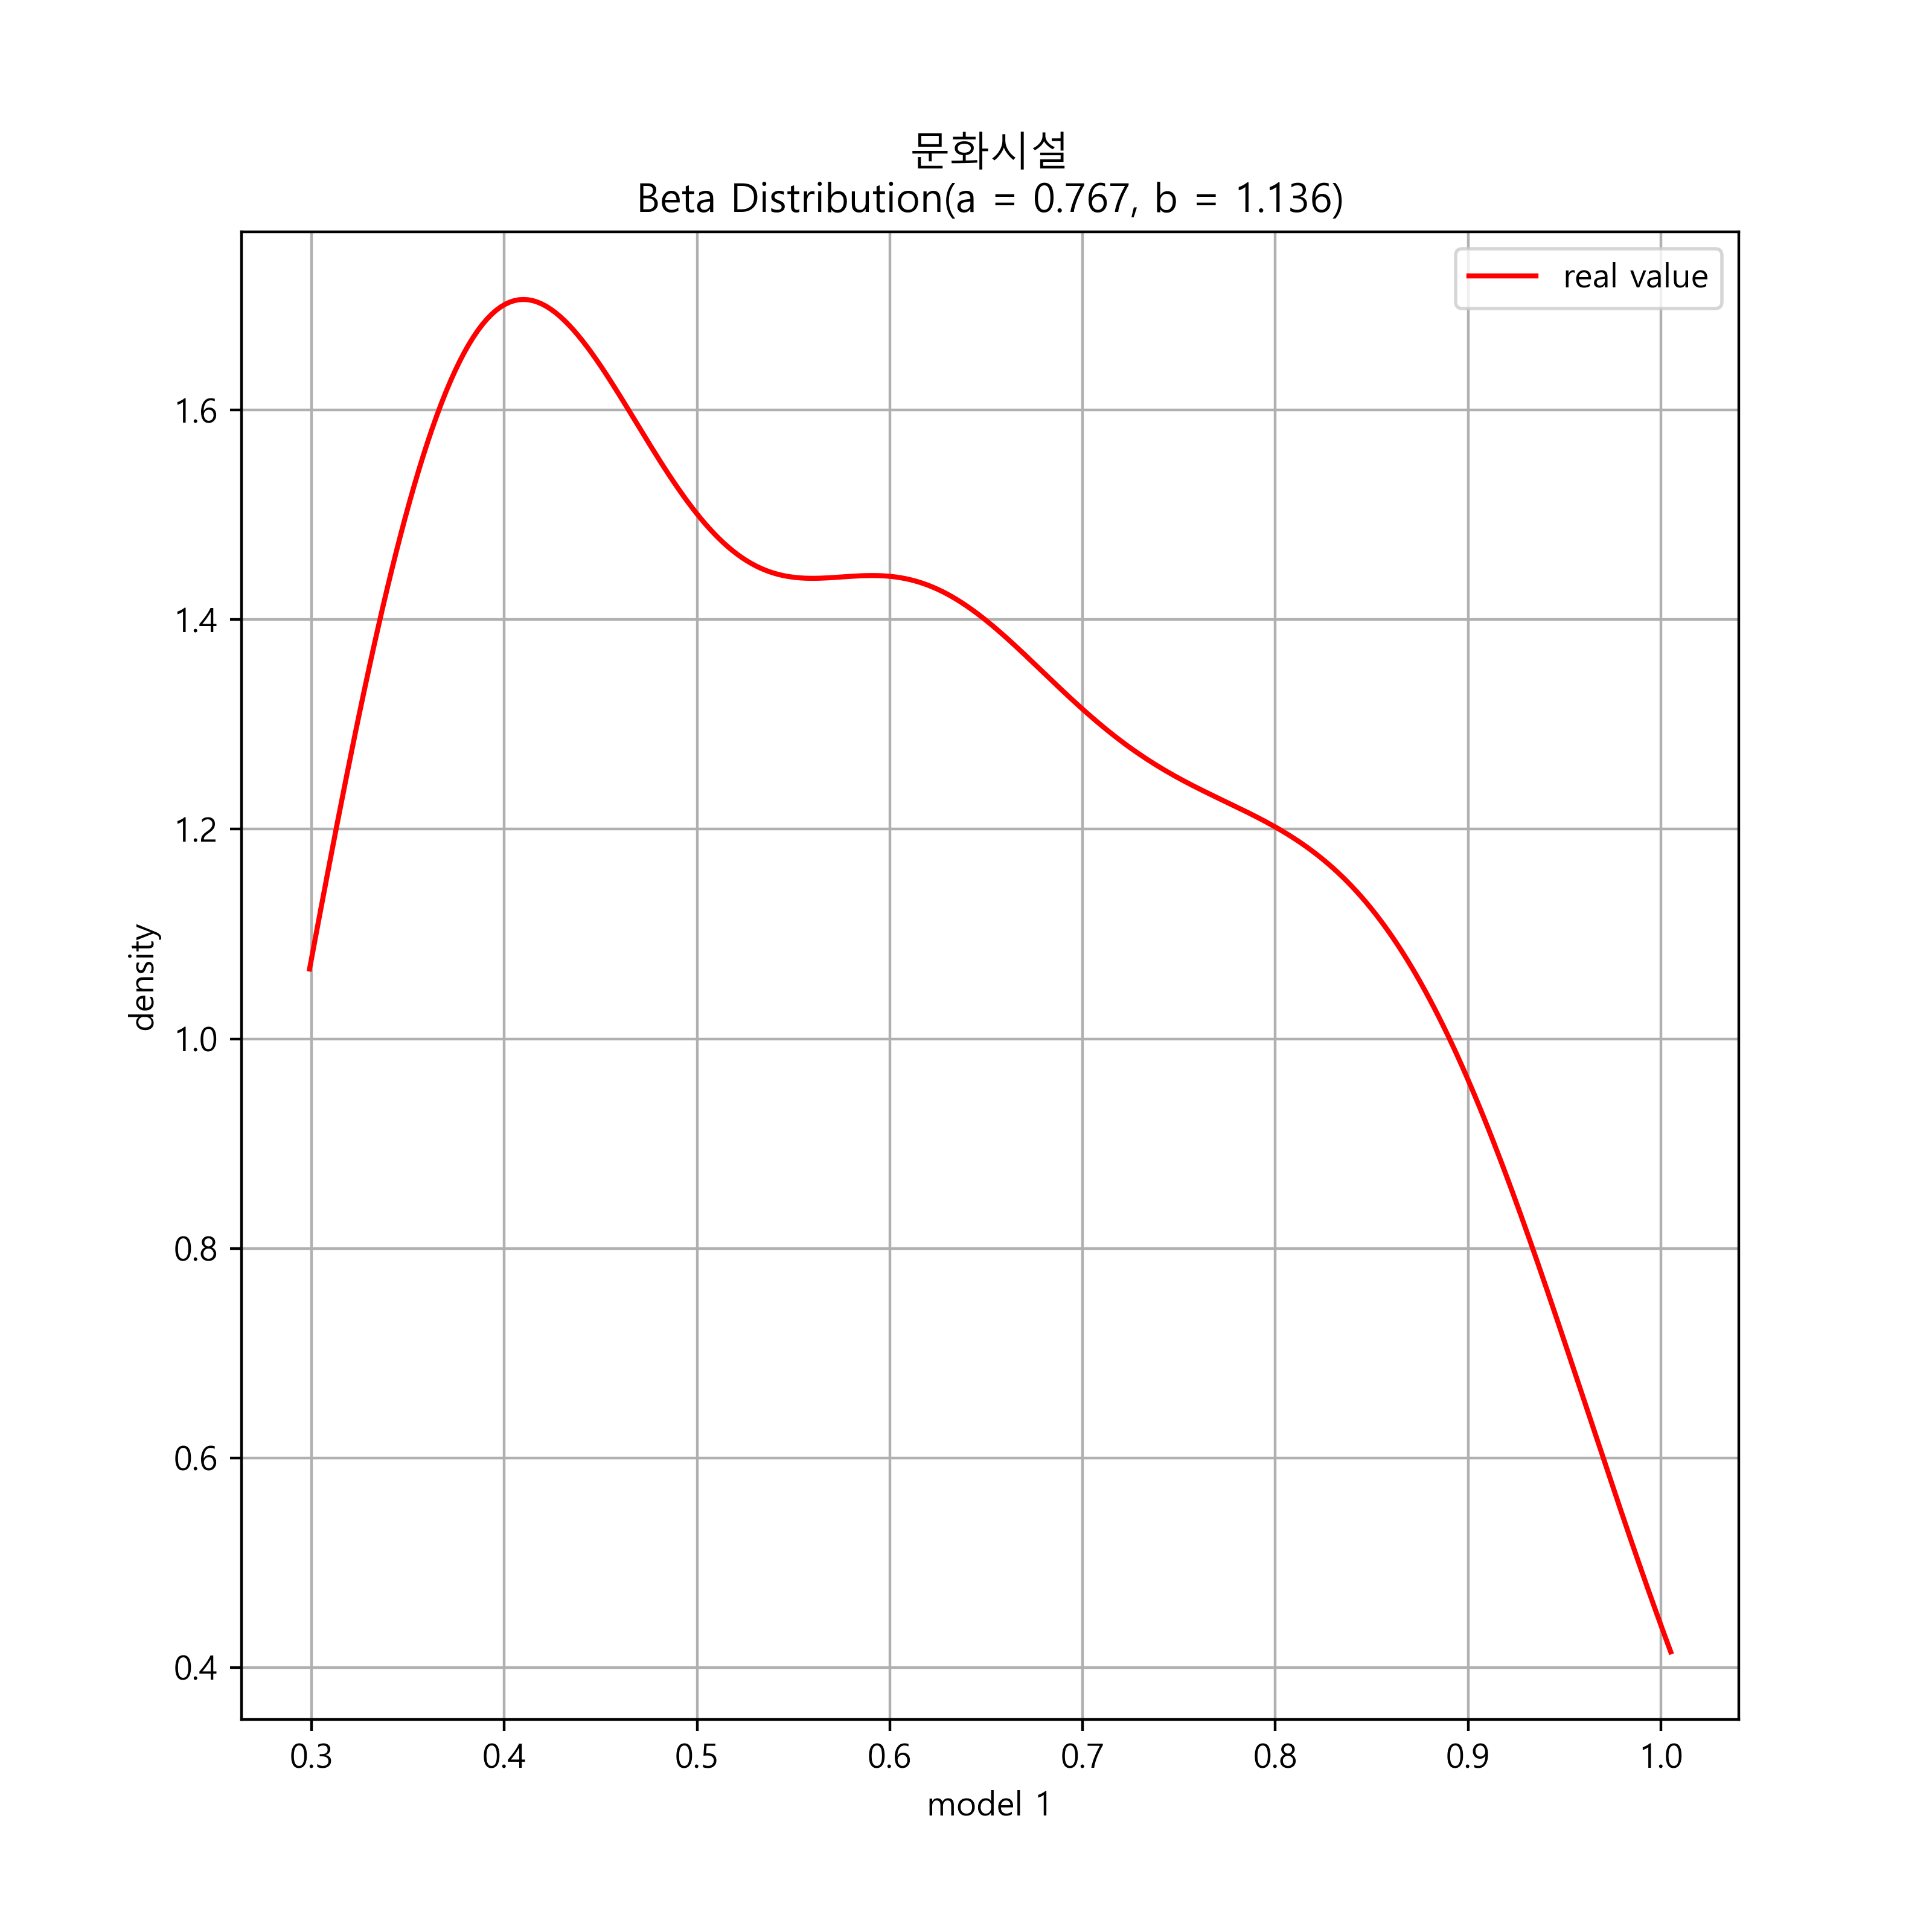 문화시설
Beta Distribution(a = 0.767, b = 1.136)
real value
density
1.6
1.4
1.2
1.0
0.8
0.6
0.4
0.3 0.4 0.5 0.6 0.7 0.8 0.9 1.0
model 1